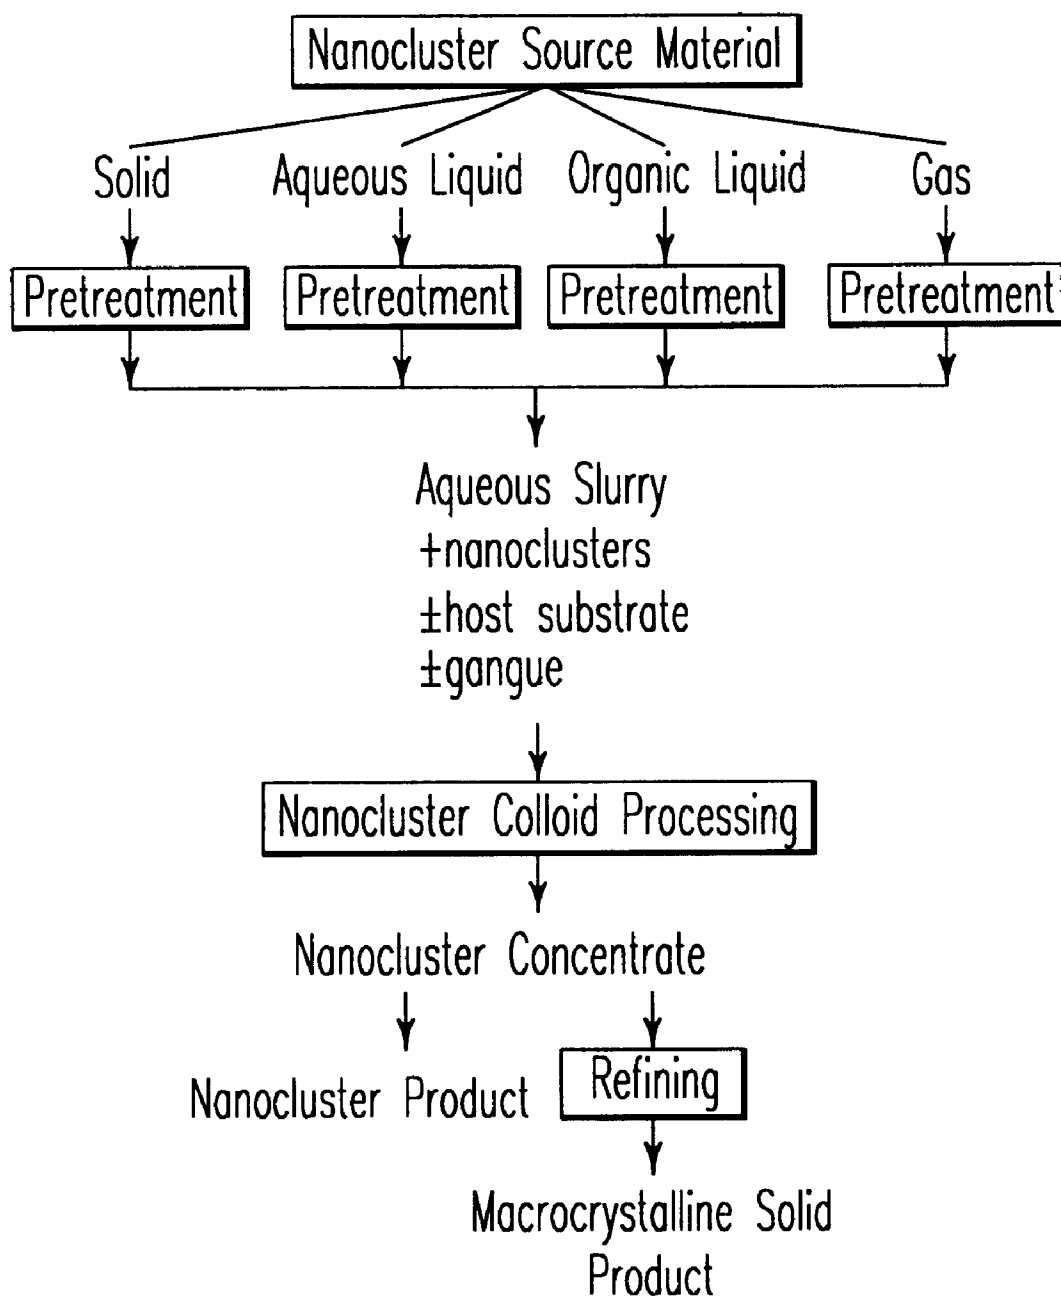 Nanocluster Source Material
Solid Aqueous Liquid Organic Liquid Gas
Pretreatment Pretreatment Pretreatment Pretreatment
Aqueous Slurry
+nanoclusters
±host substrate
±gangue
Nanocluster Colloid Processing
Nanocluster Concentrate
Nanocluster Product Refining
Macrocrystalline Solid
Product